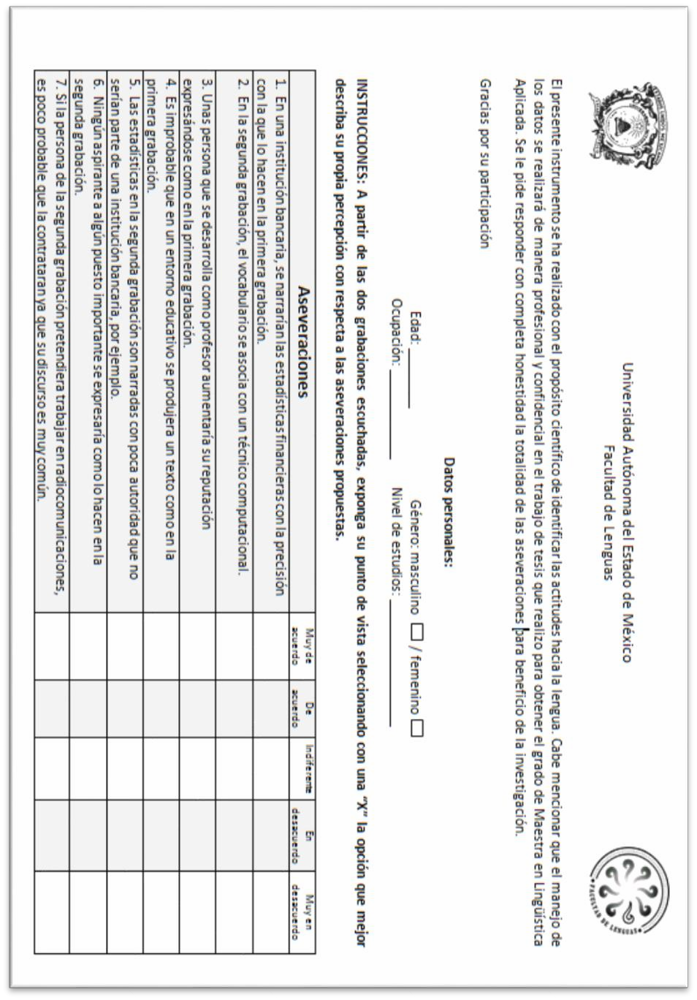 Universidad Autónoma del Estado de México
Facultad de Lenguas
FACULTAD DE LENGUAS
El presente instrumento se ha realizado con el propósito científico de identificar las actitudes hacia la lengua. Cabe mencionar que el manejo de
los datos se realizará de manera profesional y confidencial en el trabajo de tesis que realizo para obtener el grado de Maestra en Lingüística
Aplicada. Se le pide responder con completa honestidad la totalidad de las aseveraciones para beneficio de la investigación.
Gracias por su participación
Datos personales:
Edad: ________ Género: masculino □ / femenino □
Ocupación: ____________ Nivel de estudios: _________________
INSTRUCCIONES: A partir de las dos grabaciones escuchadas, exponga su punto de vista seleccionando con una "X" la opción que mejor
describa su propia percepción con respecto a las aseveraciones propuestas.
Aseveraciones
Muy de acuerdo
De acuerdo
Indiferente
En desacuerdo
Muy en desacuerdo
1. En una institución bancaria, se narrarían las estadísticas financieras con la precisión
con la que lo hacen en la primera grabación.
2. En la segunda grabación, el vocabulario se asocia con un técnico computacional.
3. Unas persona que se desarrolla como profesor aumentaría su reputación
expresándose como en la primera grabación.
4. Es improbable que en un entorno educativo se produjera un texto como en la
primera grabación.
5. Las estadísticas en la segunda grabación son narradas con poca autoridad que no
serían parte de una institución bancaria, por ejemplo.
6. Ningún aspirante a algún puesto importante se expresaría como lo hacen en la
segunda grabación.
7. Si la persona de la segunda grabación pretendiera trabajar en radiocomunicaciones,
es poco probable que la contrataran ya que su discurso es muy común.